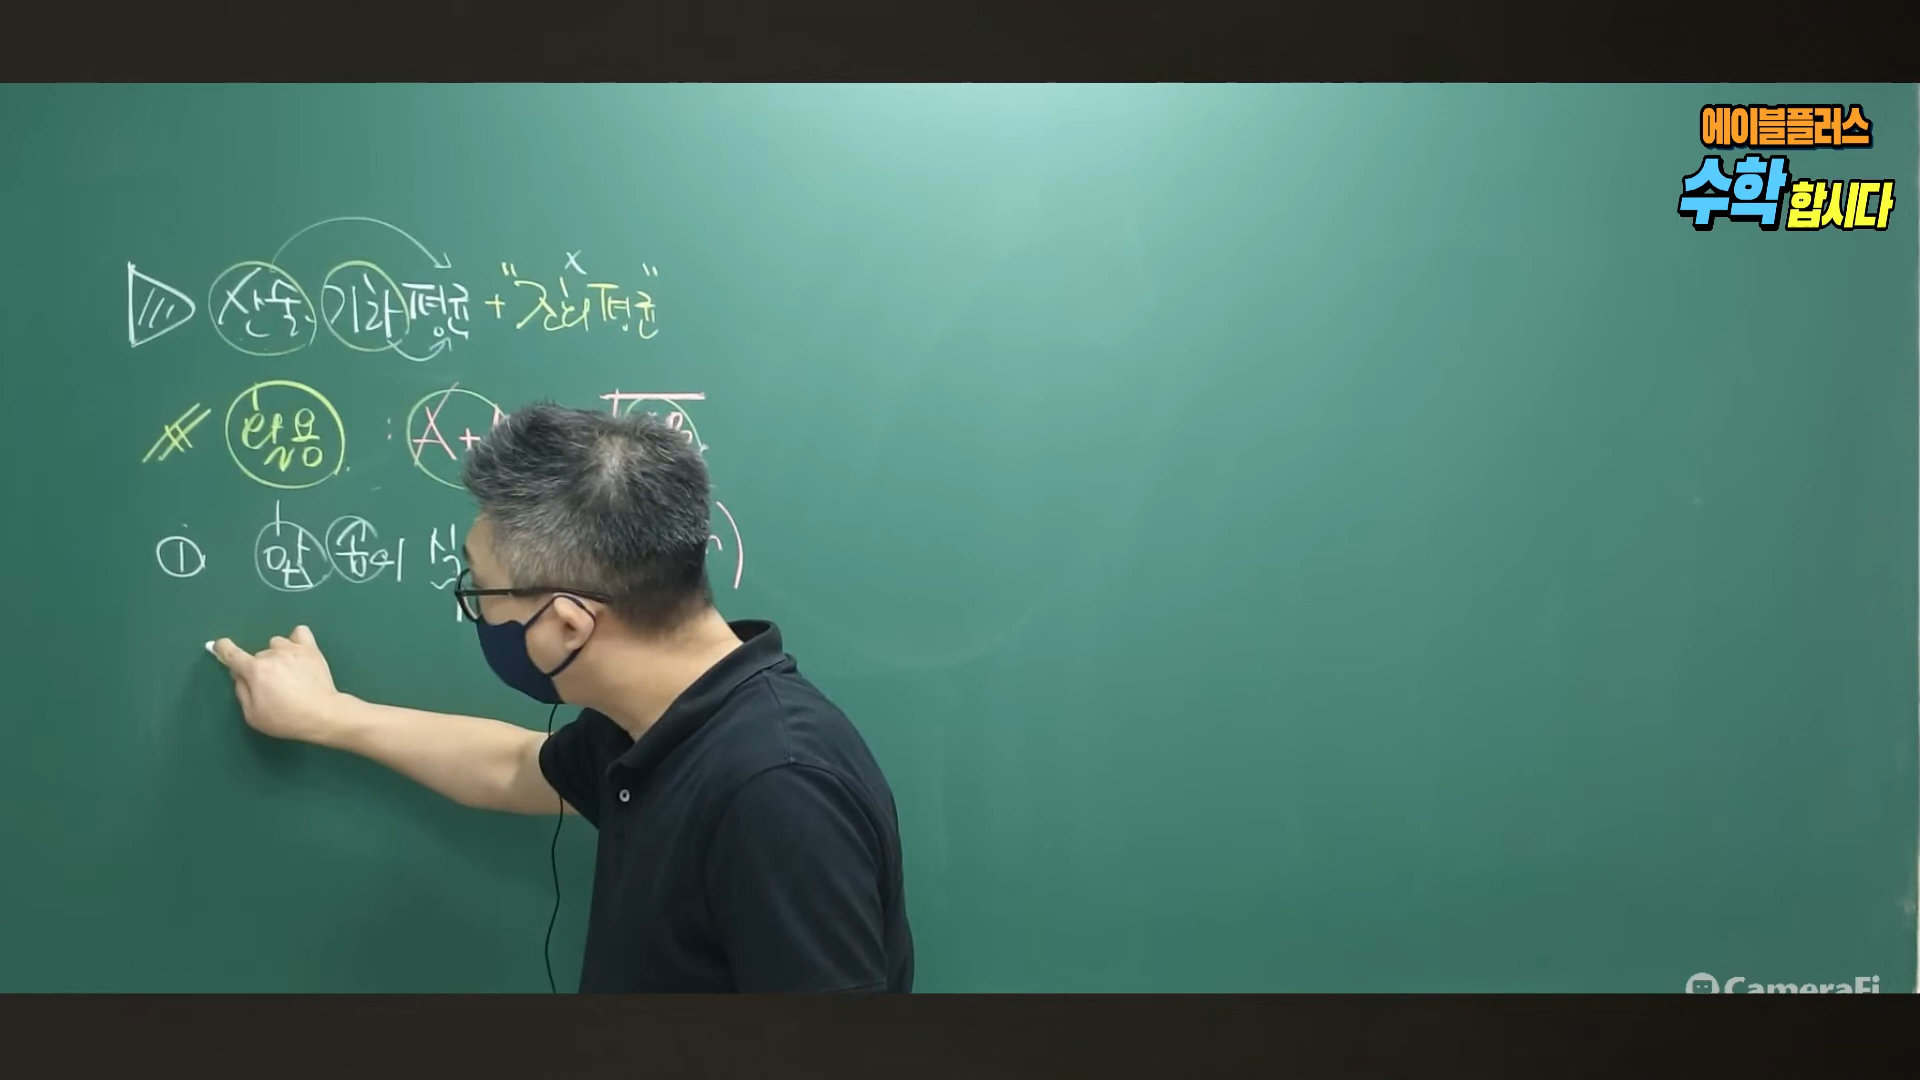 에이블플러스
수학 합시다
산술 기하 평균 + "조화평균"
x
활용 : A+
① 합 곱의
CameraFi